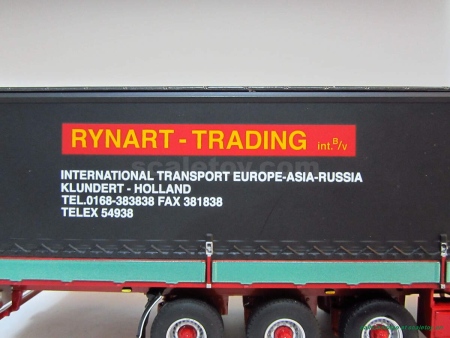 RYNART - TRADING int. B/V
INTERNATIONAL TRANSPORT EUROPE-ASIA-RUSSIA
KLUNDERT - HOLLAND
TEL.0168-383838 FAX 381838
TELEX 54938
scaletoy.com